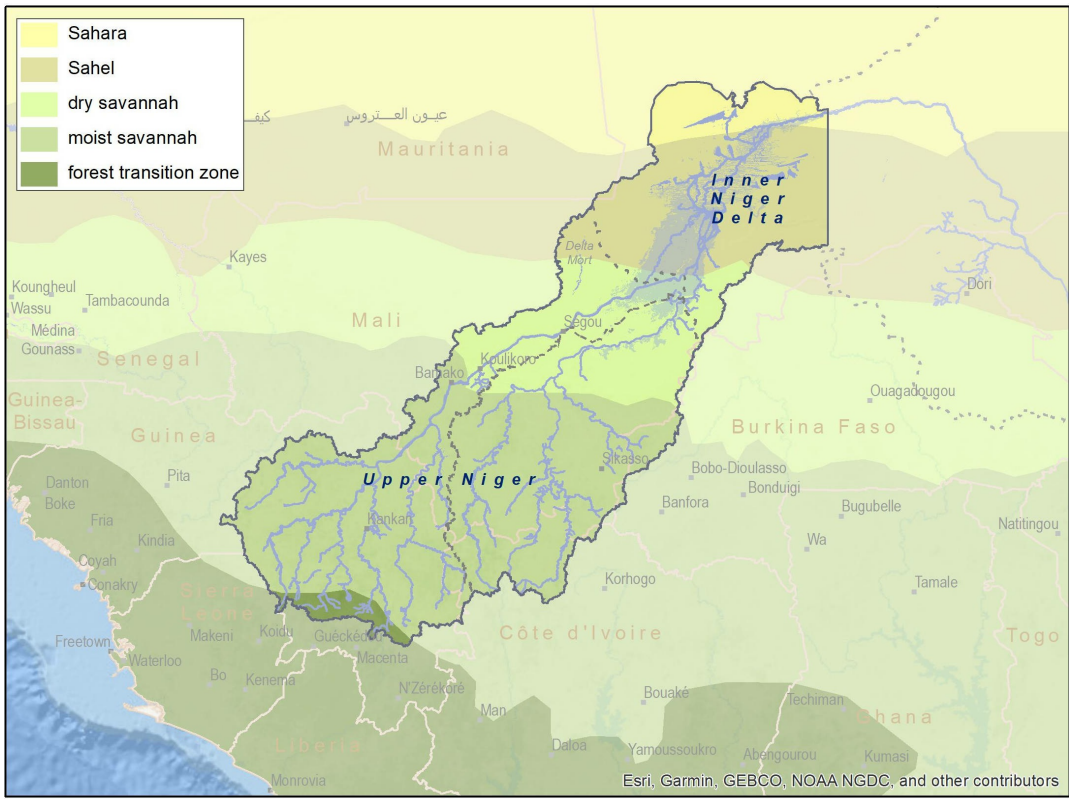 Sahara
Sahel
dry savannah
moist savannah
forest transition zone
عيون العتروس
Mauritania
Inner
Niger
Delta
Delta
Mort
Kayes
Koungheul
Wassu
Tambacounda
Médina
Gounass
Mali
Ségou
Dori
Senegal
Koulikoro
Bamako
Guinea-
Bissau
Ouagadougou
Guinea
Burkina Faso
Pita
Upper Niger
Sikasso
Bobo-Dioulasso
Bonduigi
Danton
Boke
Banfora
Bugubelle
Fria
Kankan
Natitingou
Kindia
Wa
Coyah
Conakry
Korhogo
Tamale
Sierra
Leone
Makeni
Koidu
Guéckédou
Côte d'Ivoire
Togo
Freetown
Waterloo
Macenta
Bo
Kenema
N'Zérékoré
Bouaké
Techiman
Man
Ghana
Liberia
Daloa
Yamoussoukro
Abengourou
Kumasi
Monrovia
Esri, Garmin, GEBCO, NOAA NGDC, and other contributors